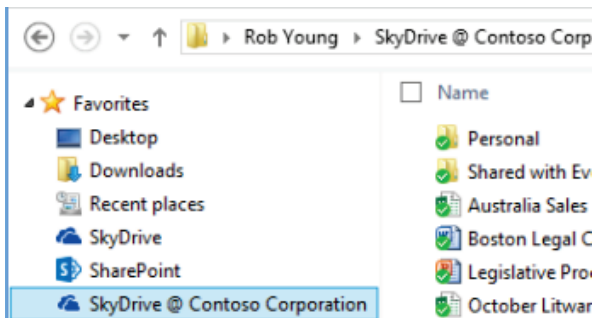 Rob Young SkyDrive @ Contoso Corp
Favorites
Desktop
Downloads
Recent places
SkyDrive
SharePoint
SkyDrive @ Contoso Corporation
Name
Personal
Shared with Ev
Australia Sales
Boston Legal C
Legislative Pro
October Litwar